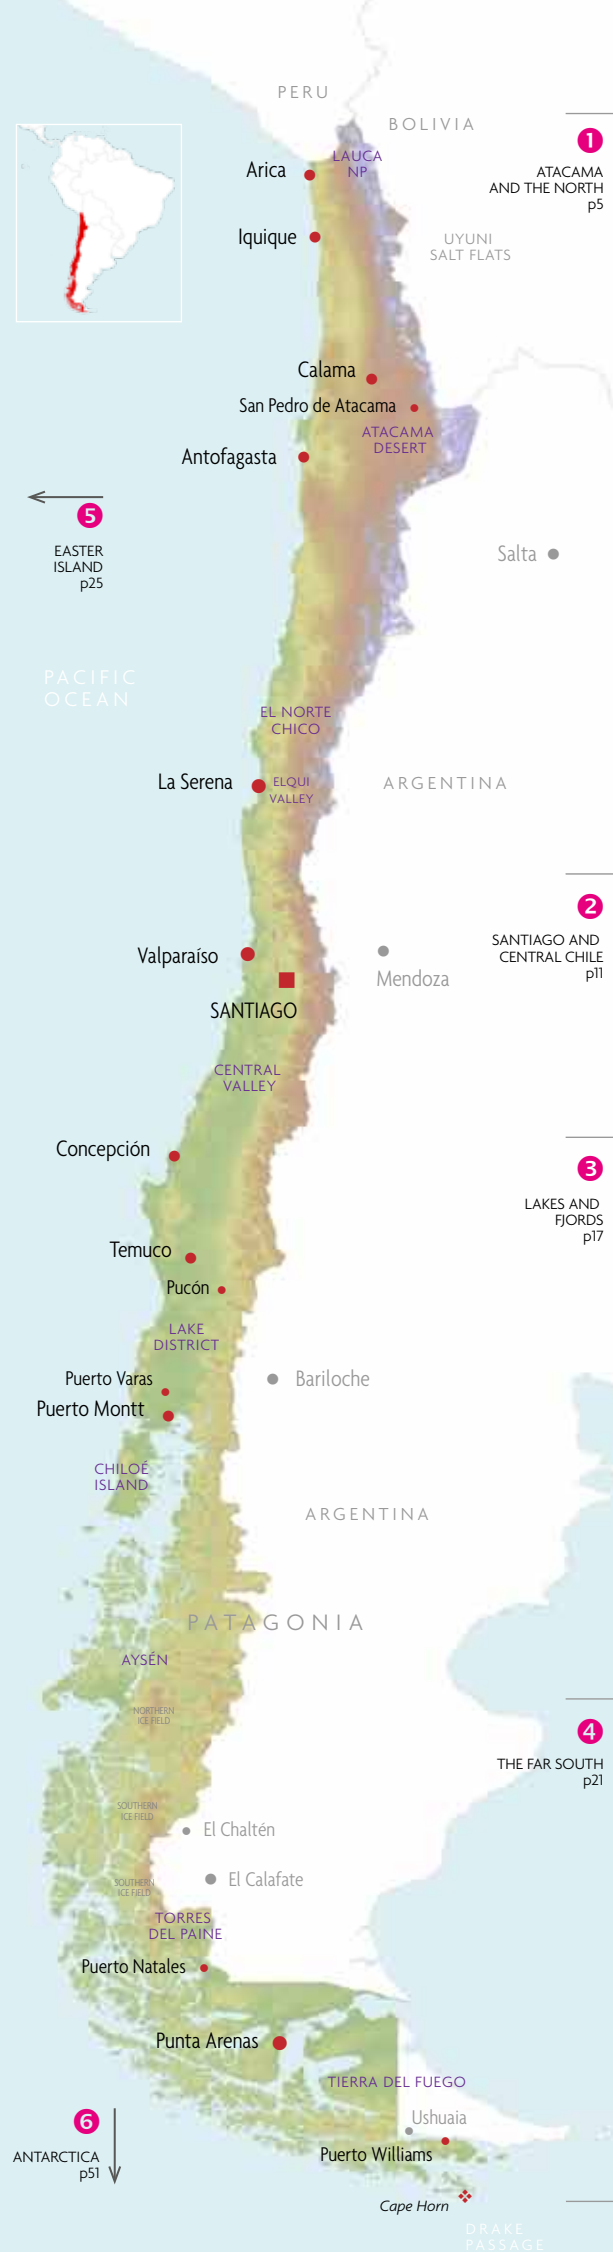 PERU
BOLIVIA
1
ATACAMA
AND THE NORTH
p5
LAUCA
NP
Arica
Iquique
UYUNI
SALT FLATS
Calama
San Pedro de Atacama
ATACAMA
DESERT
Antofagasta
5
EASTER
ISLAND
p25
Salta
PACIFIC
OCEAN
EL NORTE
CHICO
La Serena
ELQUI
VALLEY
ARGENTINA
2
SANTIAGO AND
CENTRAL CHILE
p11
Valparaíso
Mendoza
SANTIAGO
CENTRAL
VALLEY
Concepción
3
LAKES AND
FJORDS
p17
Temuco
Pucón
LAKE
DISTRICT
Puerto Varas
Bariloche
Puerto Montt
CHILOÉ
ISLAND
ARGENTINA
PATAGONIA
AYSÉN
NORTHERN
ICE FIELD
4
THE FAR SOUTH
p21
SOUTHERN
ICE FIELD
El Chaltén
El Calafate
SOUTHERN
ICE FIELD
TORRES
DEL PAINE
Puerto Natales
Punta Arenas
TIERRA DEL FUEGO
6
ANTARCTICA
p51
Ushuaia
Puerto Williams
Cape Horn
DRAKE
PASSAGE